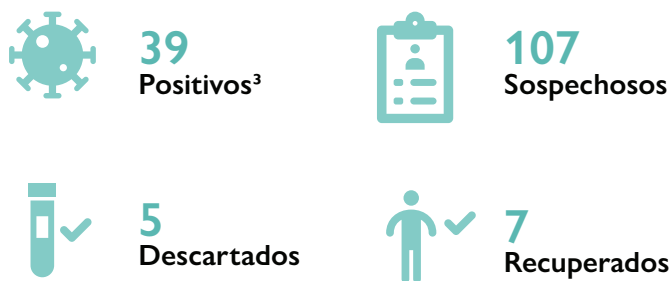 39
Positivos³
107
Sospechosos
5
Descartados
7
Recuperados